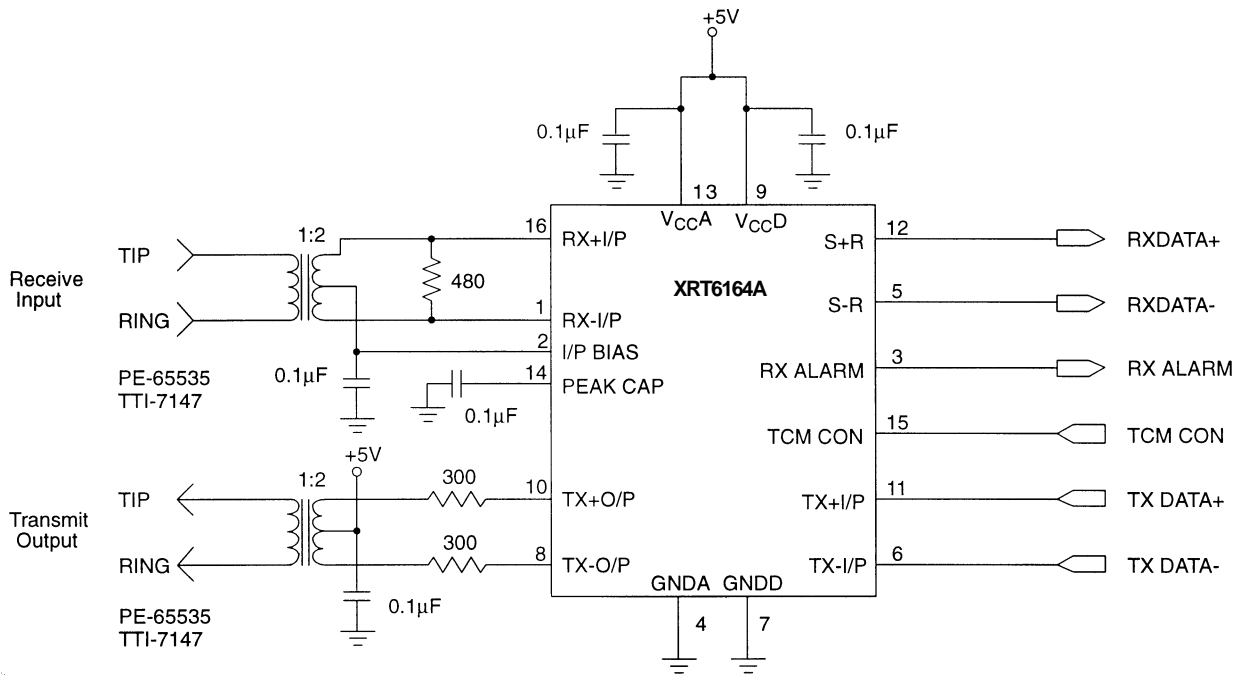 +5V
0.1µF
0.1µF
13
9
VCCA
VCCD
16
RX+I/P
S+R
12
RXDATA+
1:2
TIP
Receive
Input
480
XRT6164A
RING
1
RX-I/P
S-R
5
RXDATA-
2
I/P BIAS
PE-65535
TTI-7147
0.1µF
14
PEAK CAP
0.1µF
RX ALARM
3
RX ALARM
TCM CON
15
TCM CON
+5V
1:2
TIP
Transmit
Output
RING
300
10
TX+O/P
TX+I/P
11
TX DATA+
300
8
TX-O/P
TX-I/P
6
TX DATA-
PE-65535
TTI-7147
0.1µF
GNDA
GNDD
4
7